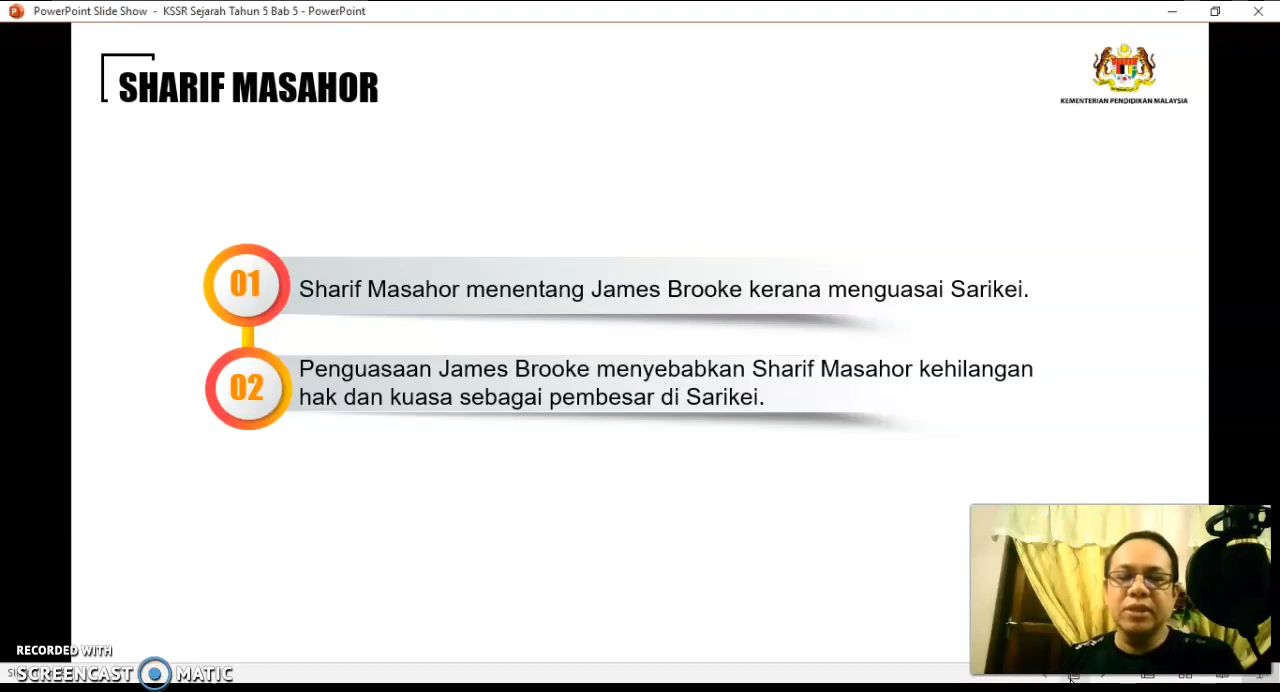 PowerPoint Slide Show - KSSR Sejarah Tahun 5 Bab 5 - PowerPoint
SHARIF MASAHOR
KEMENTERIAN PENDIDIKAN MALAYSIA
01
Sharif Masahor menentang James Brooke kerana menguasai Sarikei.
02
Penguasaan James Brooke menyebabkan Sharif Masahor kehilangan
hak dan kuasa sebagai pembesar di Sarikei.
RECORDED WITH
SCREENCAST MATIC